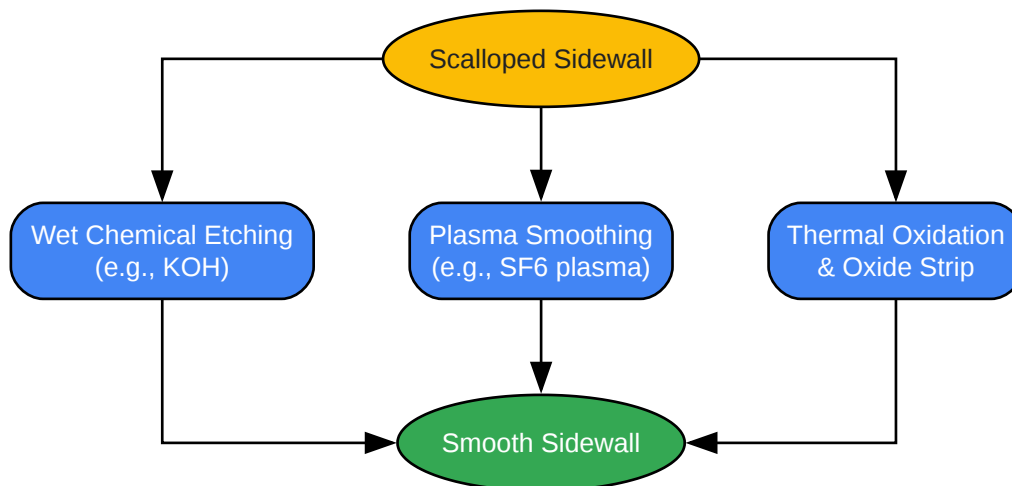 Scalloped Sidewall
Wet Chemical Etching
(e.g., KOH)
Plasma Smoothing
(e.g., SF6 plasma)
Thermal Oxidation
& Oxide Strip
Smooth Sidewall